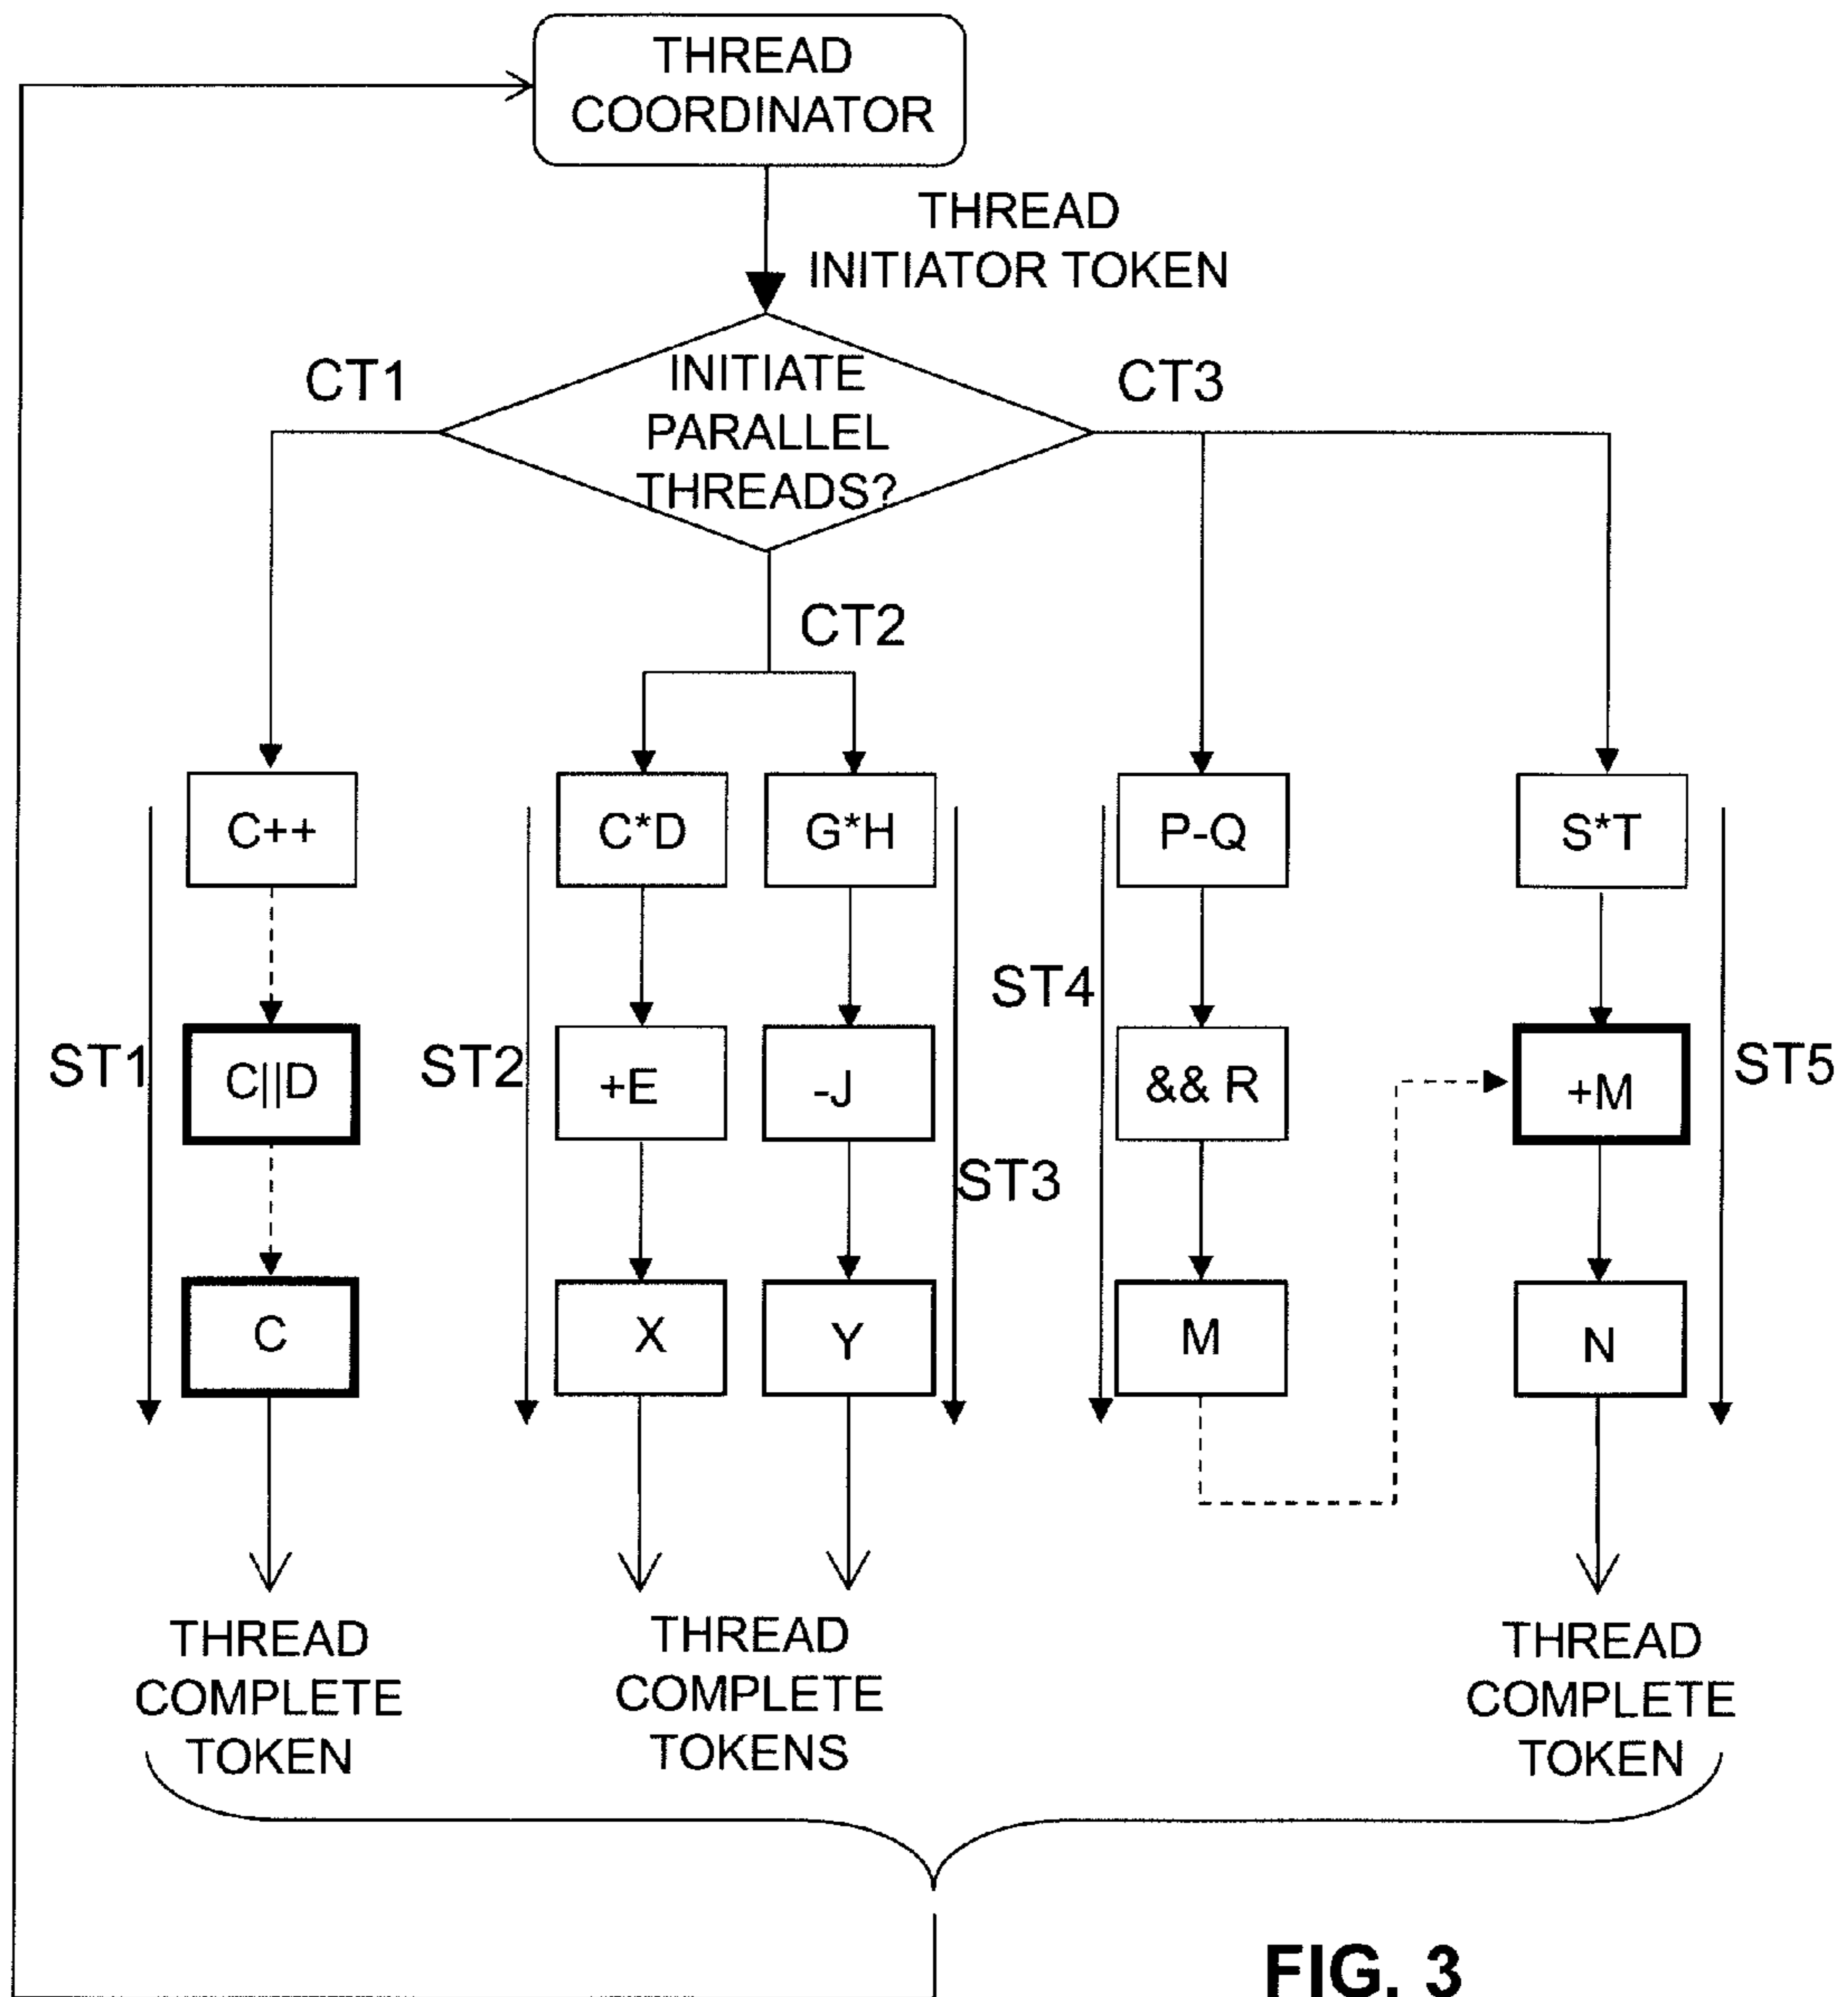 THREAD
COORDINATOR
THREAD
INITIATOR TOKEN
CT1
INITIATE
PARALLEL
THREADS?
CT3
CT2
C++
C*D
G*H
P-Q
S*T
ST4
ST1
C||D
ST2
+E
-J
&& R
+M
ST5
ST3
C
X
Y
M
N
THREAD
COMPLETE
TOKEN
THREAD
COMPLETE
TOKENS
THREAD
COMPLETE
TOKEN
FIG. 3